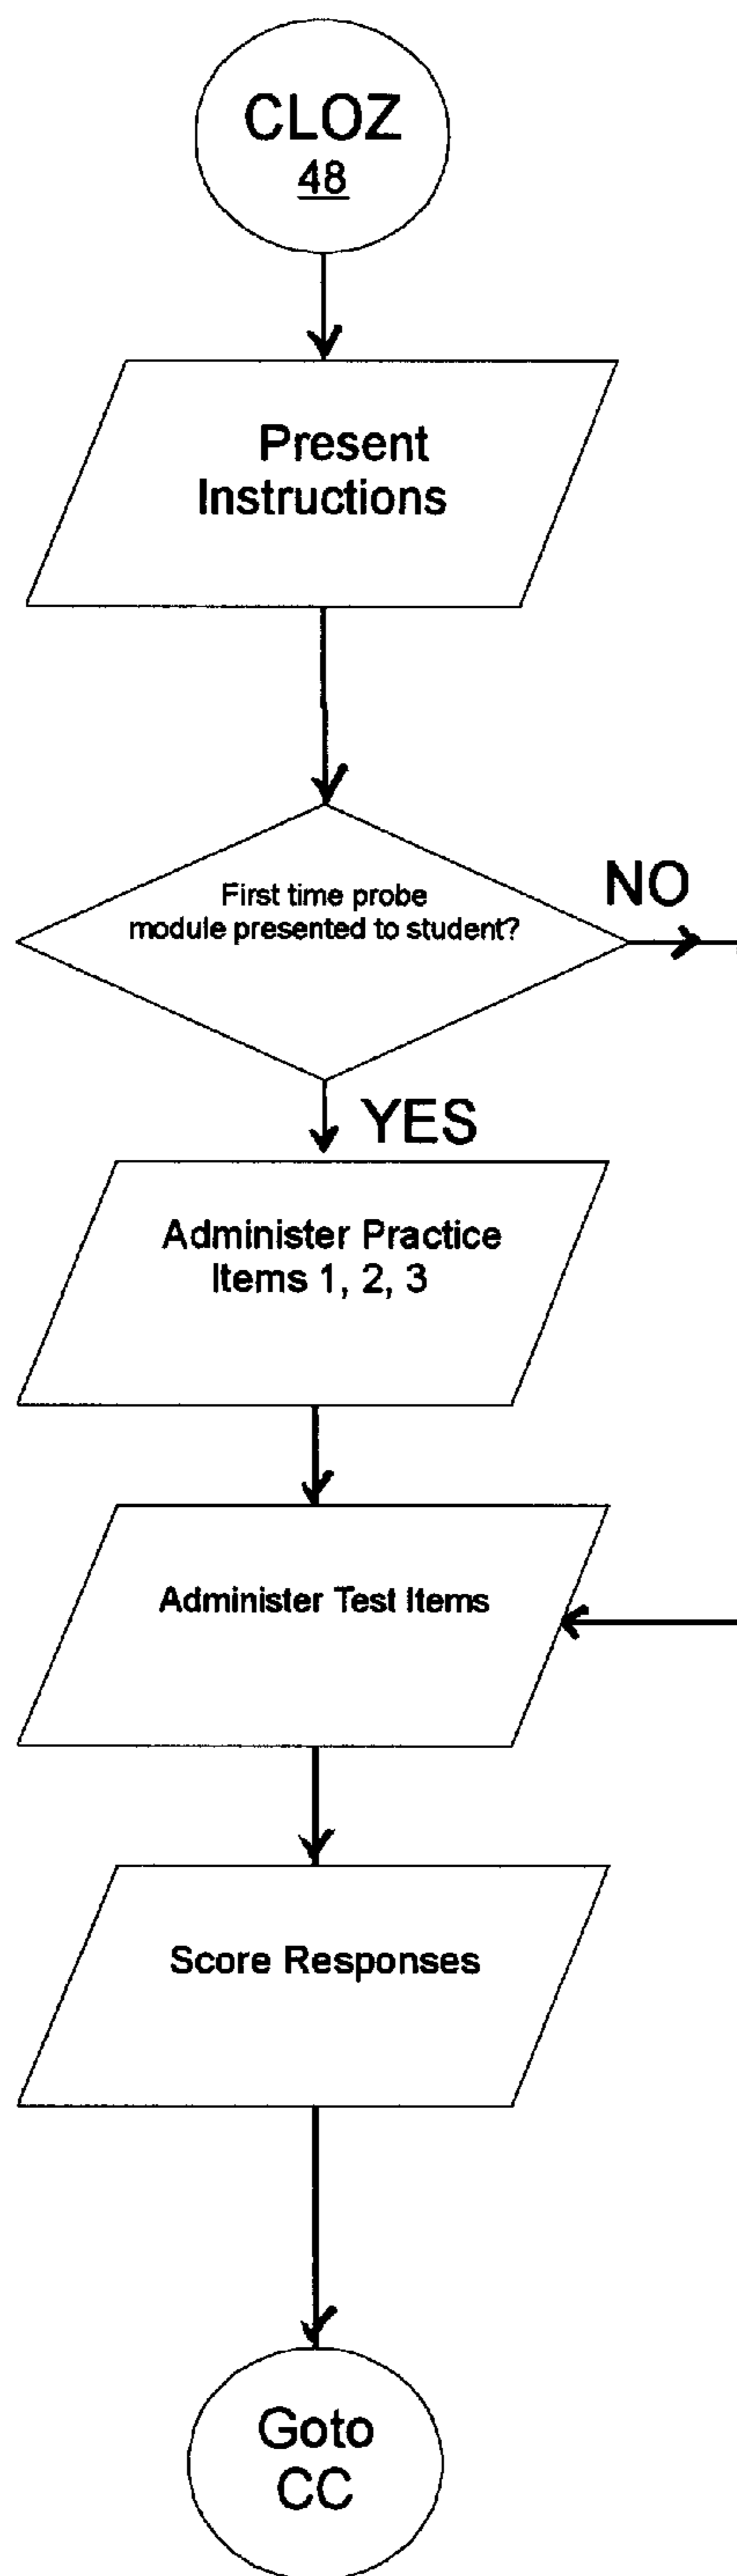 CLOZ
48
Present
Instructions
First time probe
module presented to student?
NO
YES
Administer Practice
Items 1, 2, 3
Administer Test Items
Score Responses
Goto
CC